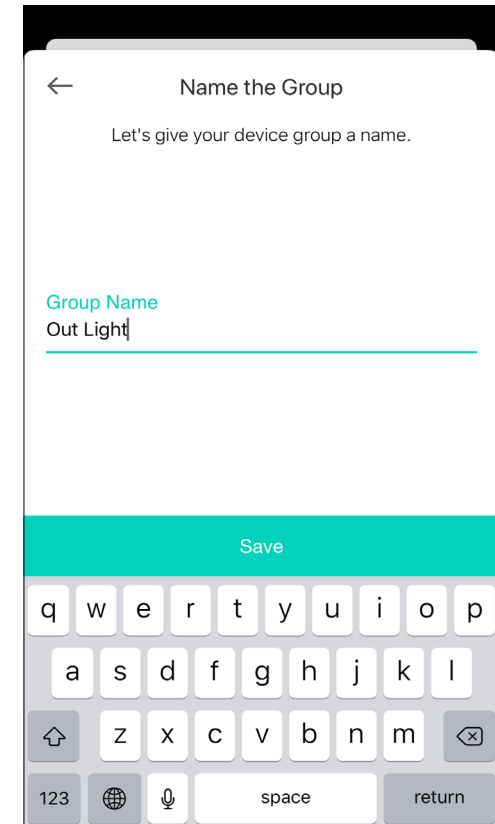 Name the Group
Let's give your device group a name.
Group Name
Out Light
Save
q w e r t y u i o p
a s d f g h j k l
z x c v b n m
123 space return